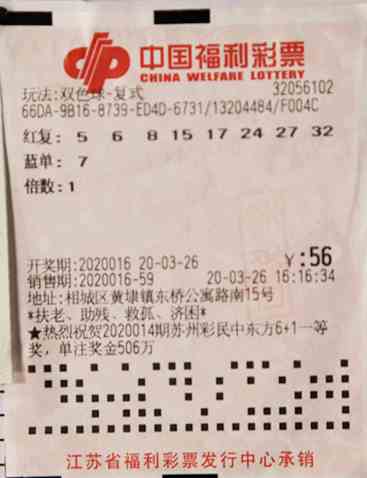 中国福利彩票
CHINA WELFARE LOTTERY
玩法:双色球-复式 32056102
66DA-9B16-8739-ED4D-6731/13204484/F004C
红复: 5 6 8 15 17 24 27 32
蓝单: 7
倍数:1
开奖期:2020016 20-03-26 ¥:56
销售期:2020016-59 20-03-26 16:16:34
地址:相城区黄埭镇东桥公寓路南15号
*扶老、助残、救孤、济困*
★热烈祝贺2020014期苏州彩民中东方6+1一等
奖,单注奖金506万
江苏省福利彩票发行中心承销